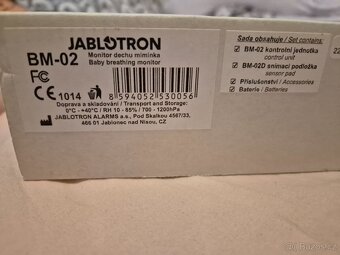 JABLOTRON
BM-02
Monitor dechu miminka
Baby breathing monitor
FC
CE 1014
8 594052 530056
Doprava a skladování / Transport and Storage:
0°C - +40°C / RH 10 - 85% / 700 - 1200hPa
JABLOTRON ALARMS a.s., Pod Skalkou 4567/33,
466 01 Jablonec nad Nisou, CZ
Sada obsahuje / Set contains:
BM-02 kontrolní jednotka
control unit
BM-02D snímací podložka
sensor pad
Příslušenství / Accessories
Baterie / Batteries
22